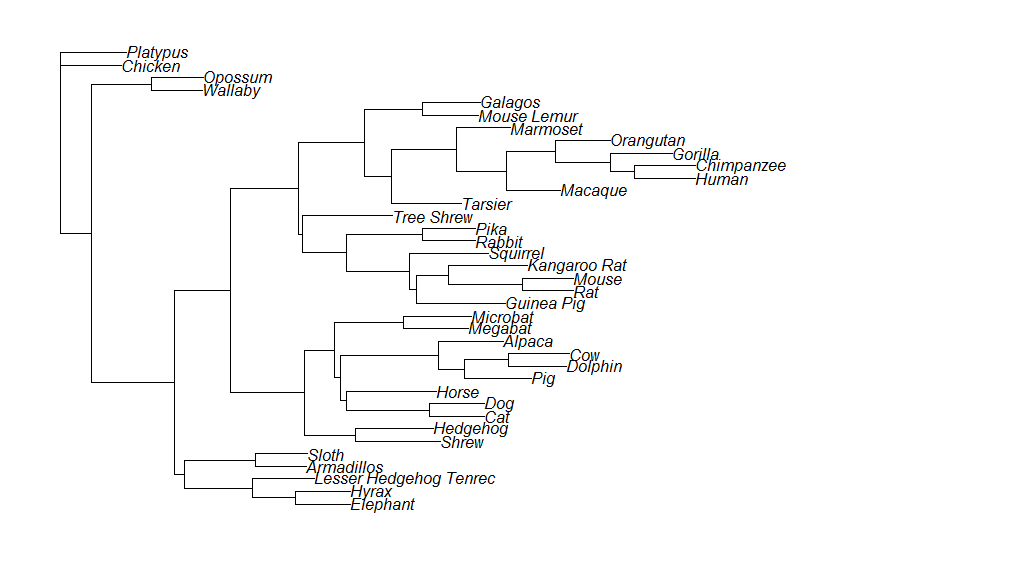 Platypus
Chicken
Opossum
Wallaby
Galagos
Mouse Lemur
Marmoset
Orangutan
Gorilla
Chimpanzee
Human
Macaque
Tarsier
Tree Shrew
Pika
Rabbit
Squirrel
Kangaroo Rat
Mouse
Rat
Guinea Pig
Microbat
Megabat
Alpaca
Cow
Dolphin
Pig
Horse
Dog
Cat
Hedgehog
Shrew
Sloth
Armadillos
Lesser Hedgehog Tenrec
Hyrax
Elephant